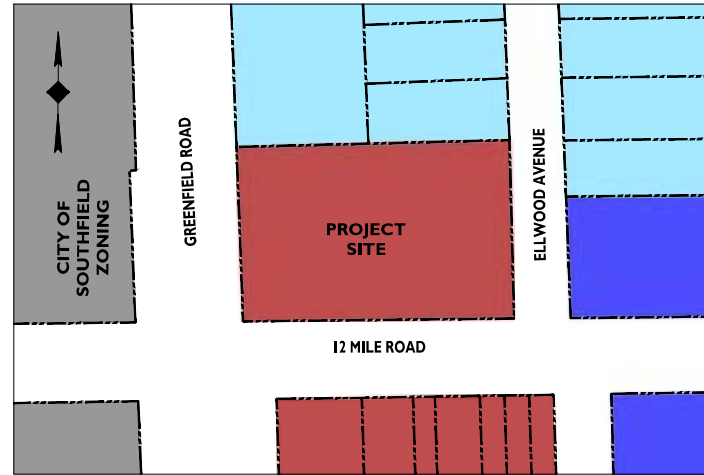 CITY OF
SOUTHFIELD
ZONING
GREENFIELD ROAD
PROJECT
SITE
ELLWOOD AVENUE
12 MILE ROAD